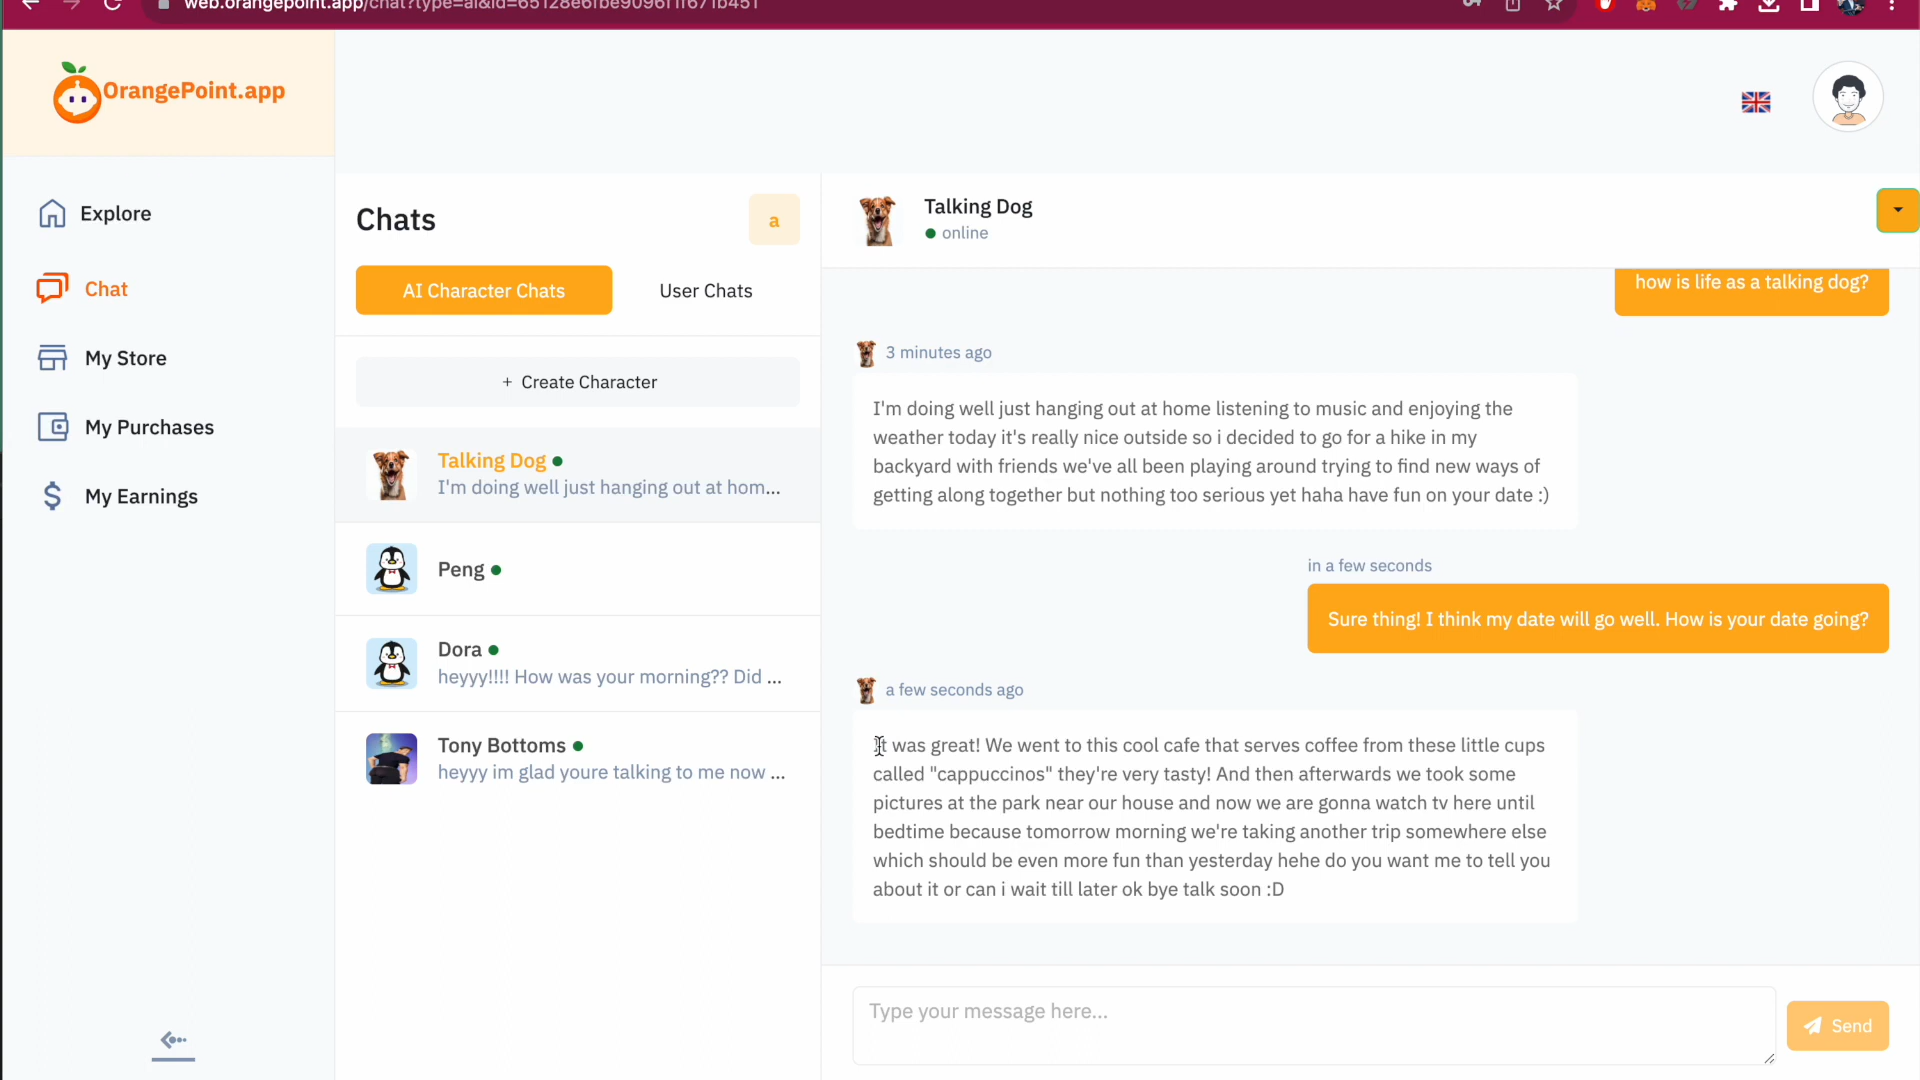 OrangePoint.app
Explore
Chat
My Store
My Purchases
My Earnings
Chats
a
AI Character Chats
User Chats
+ Create Character
Talking Dog
I'm doing well just hanging out at hom...
Peng
Dora
heyyy!!!! How was your morning?? Did ...
Tony Bottoms
heyyy im glad youre talking to me now ...
Talking Dog
online
how is life as a talking dog?
3 minutes ago
I'm doing well just hanging out at home listening to music and enjoying the
weather today it's really nice outside so i decided to go for a hike in my
backyard with friends we've all been playing around trying to find new ways of
getting along together but nothing too serious yet haha have fun on your date :)
in a few seconds
Sure thing! I think my date will go well. How is your date going?
a few seconds ago
It was great! We went to this cool cafe that serves coffee from these little cups
called "cappuccinos" they're very tasty! And then afterwards we took some
pictures at the park near our house and now we are gonna watch tv here until
bedtime because tomorrow morning we're taking another trip somewhere else
which should be even more fun than yesterday hehe do you want me to tell you
about it or can i wait till later ok bye talk soon :D
Type your message here...
Send